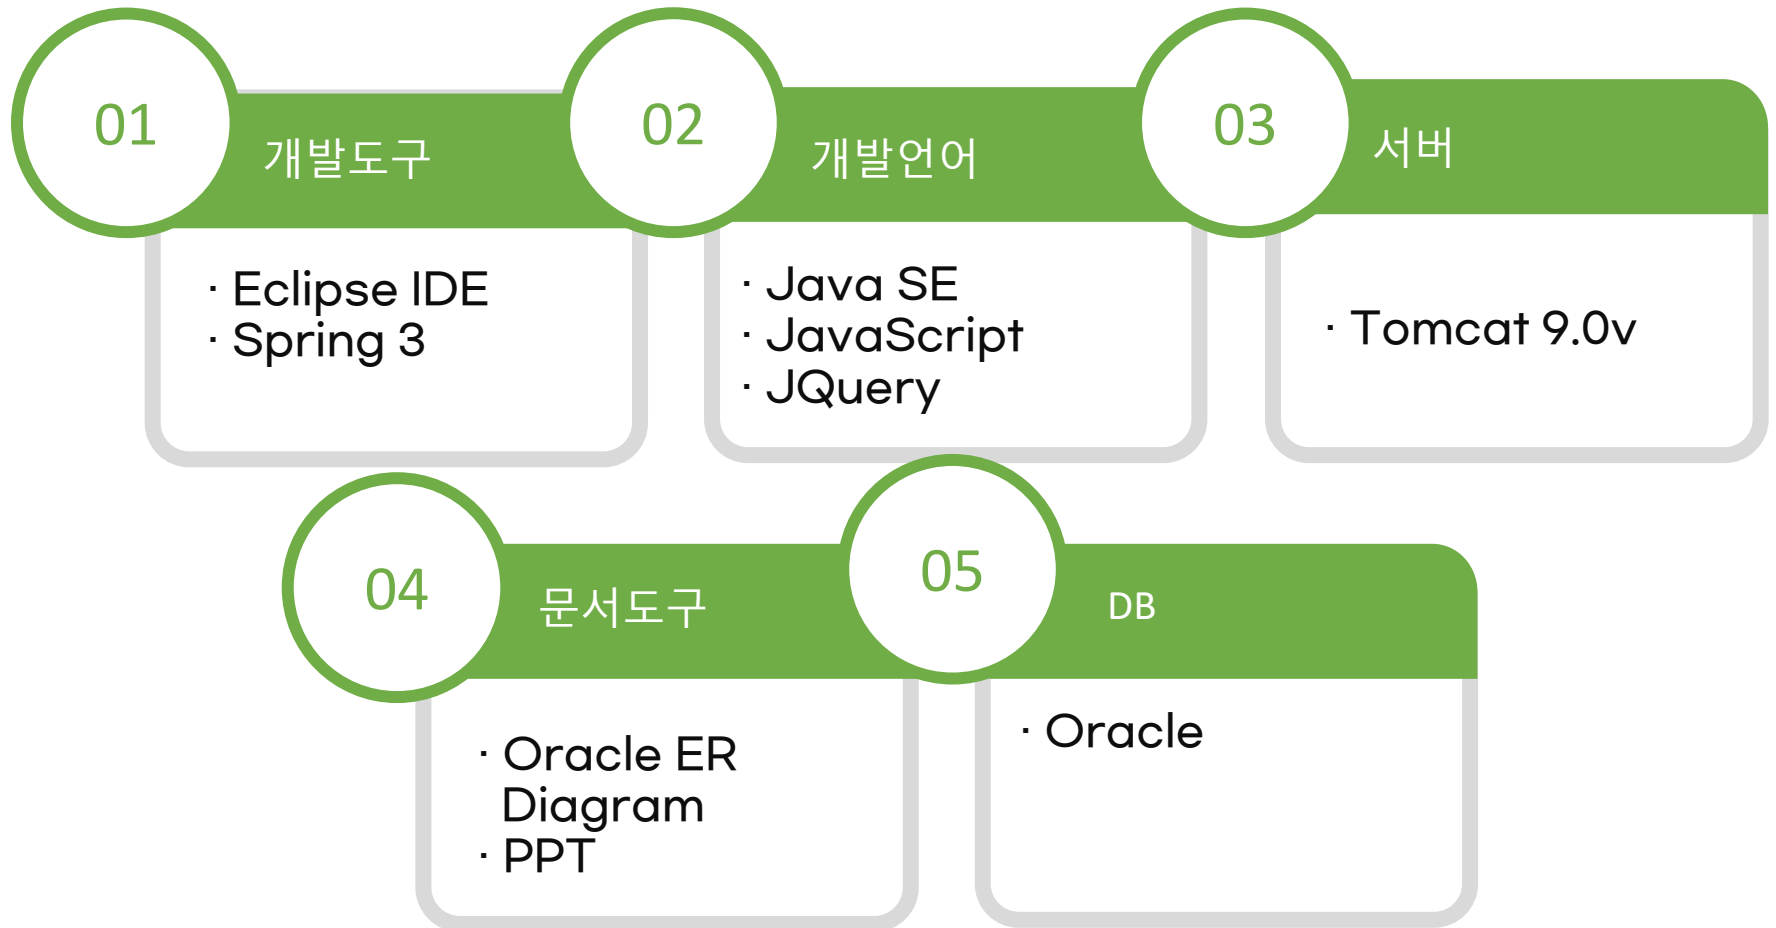 01
개발도구
· Eclipse IDE
· Spring 3
02
개발언어
· Java SE
· JavaScript
· JQuery
03
서버
· Tomcat 9.0v
04
문서도구
· Oracle ER
Diagram
· PPT
05
DB
· Oracle